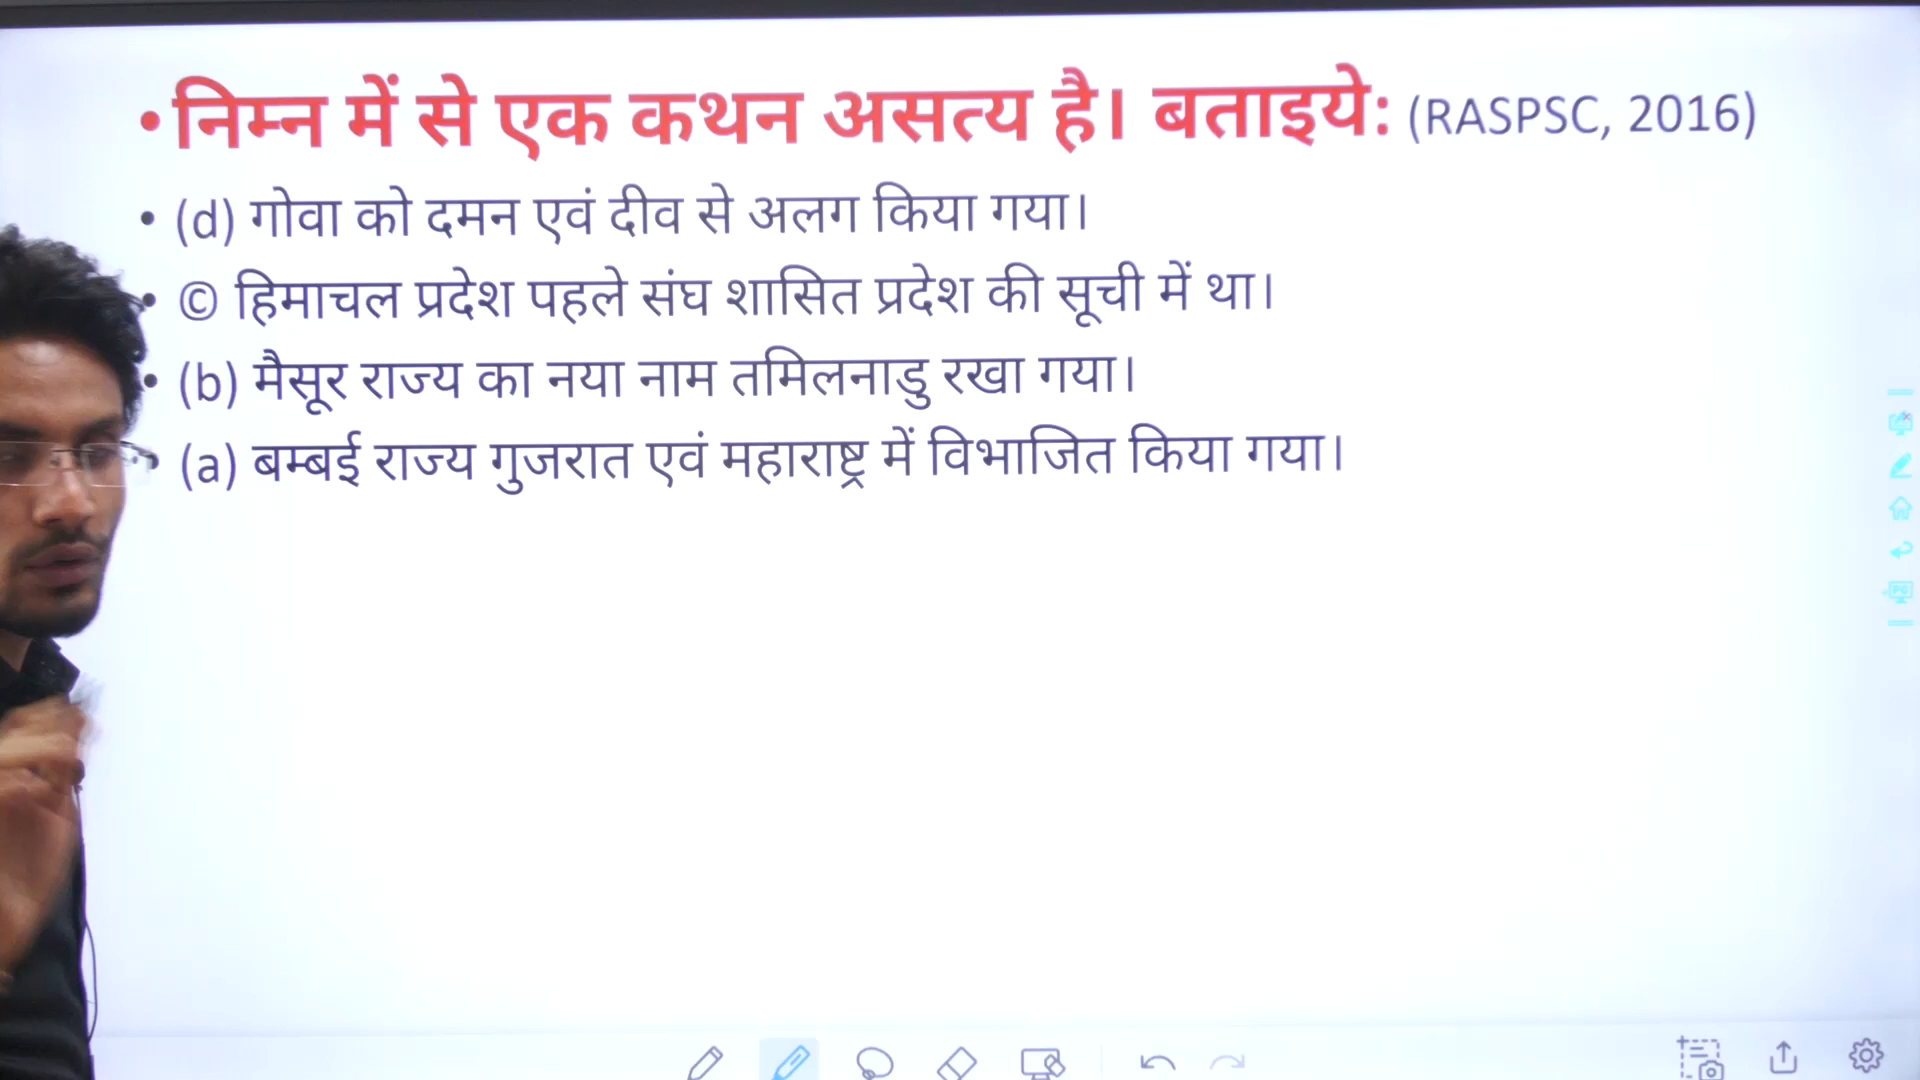 •निम्न में से एक कथन असत्य है। बताइये: (RASPSC, 2016)
• (d) गोवा को दमन एवं दीव से अलग किया गया।
• © हिमाचल प्रदेश पहले संघ शासित प्रदेश की सूची में था।
• (b) मैसूर राज्य का नया नाम तमिलनाडु रखा गया।
• (a) बम्बई राज्य गुजरात एवं महाराष्ट्र में विभाजित किया गया।